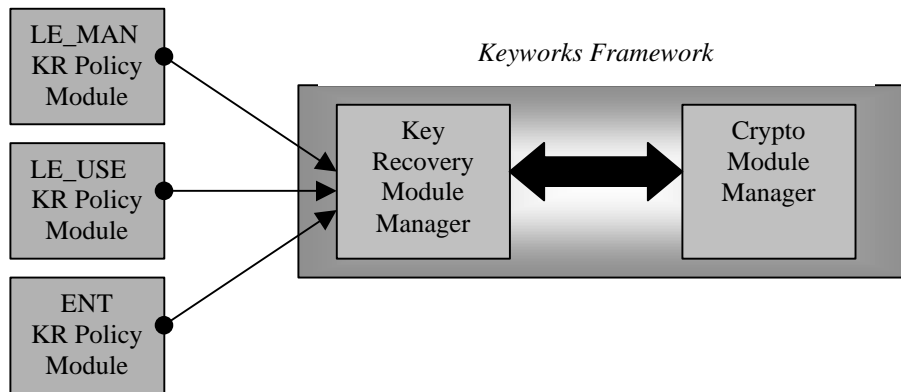 LE_MAN
KR Policy
Module
Keyworks Framework
Key
Recovery
Module
Manager
Crypto
Module
Manager
LE_USE
KR Policy
Module
ENT
KR Policy
Module